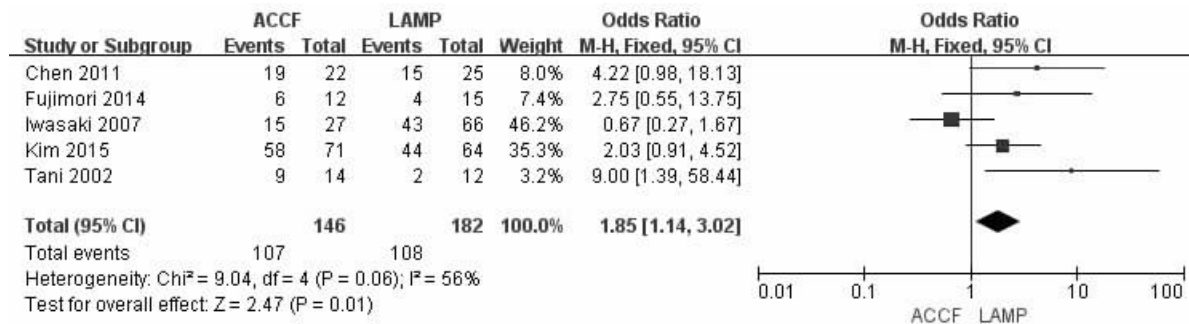 ACCF LAMP Odds Ratio Odds Ratio
Study or Subgroup Events Total Events Total Weight M-H, Fixed, 95% CI M-H, Fixed, 95% CI
Chen 2011 19 22 15 25 8.0% 4.22 [0.98, 18.13]
Fujimori 2014 6 12 4 15 7.4% 2.75 [0.55, 13.75]
Iwasaki 2007 15 27 43 66 46.2% 0.67 [0.27, 1.67]
Kim 2015 58 71 44 64 35.3% 2.03 [0.91, 4.52]
Tani 2002 9 14 2 12 3.2% 9.00 [1.39, 58.44]
Total (95% CI) 146 182 100.0% 1.85 [1.14, 3.02]
Total events 107 108
Heterogeneity: Chi² = 9.04, df = 4 (P = 0.06); I² = 56%
Test for overall effect: Z = 2.47 (P = 0.01)
0.01 0.1 1 10 100
ACCF LAMP